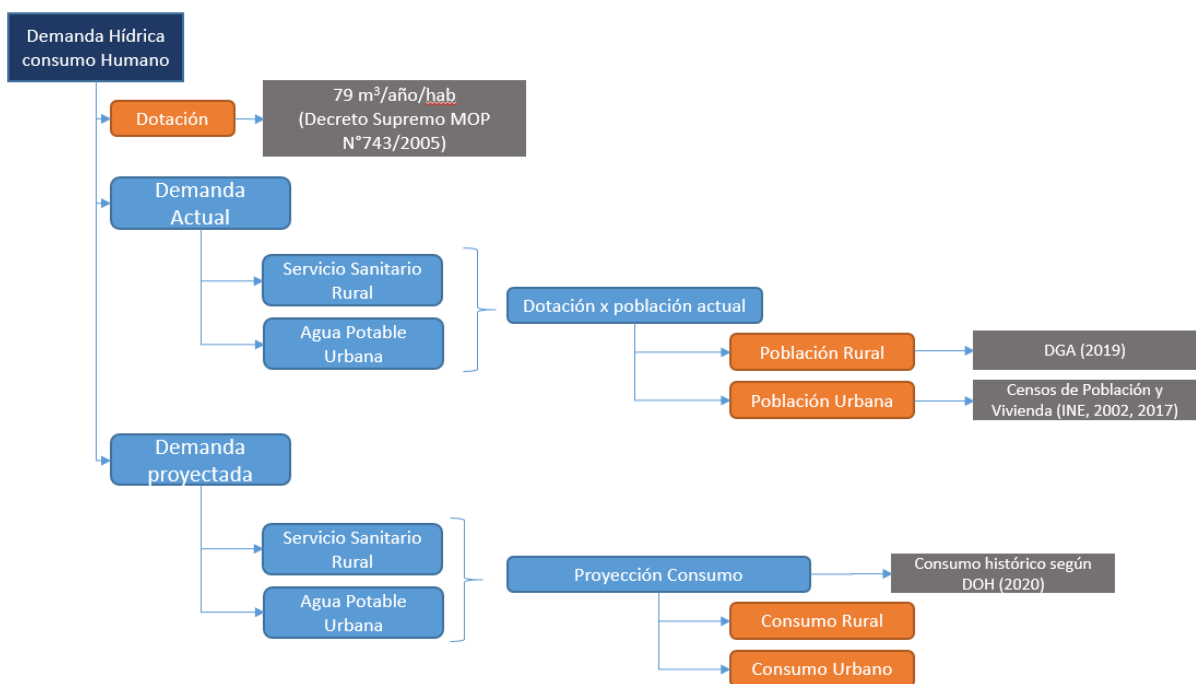 Demanda Hídrica
consumo Humano
Dotación
79 m³/año/hab
(Decreto Supremo MOP
N°743/2005)
Demanda
Actual
Servicio Sanitario
Rural
Agua Potable
Urbana
Dotación x población actual
Población Rural
DGA (2019)
Población Urbana
Censos de Población y
Vivienda (INE, 2002, 2017)
Demanda
proyectada
Servicio Sanitario
Rural
Agua Potable
Urbana
Proyección Consumo
Consumo histórico según
DOH (2020)
Consumo Rural
Consumo Urbano